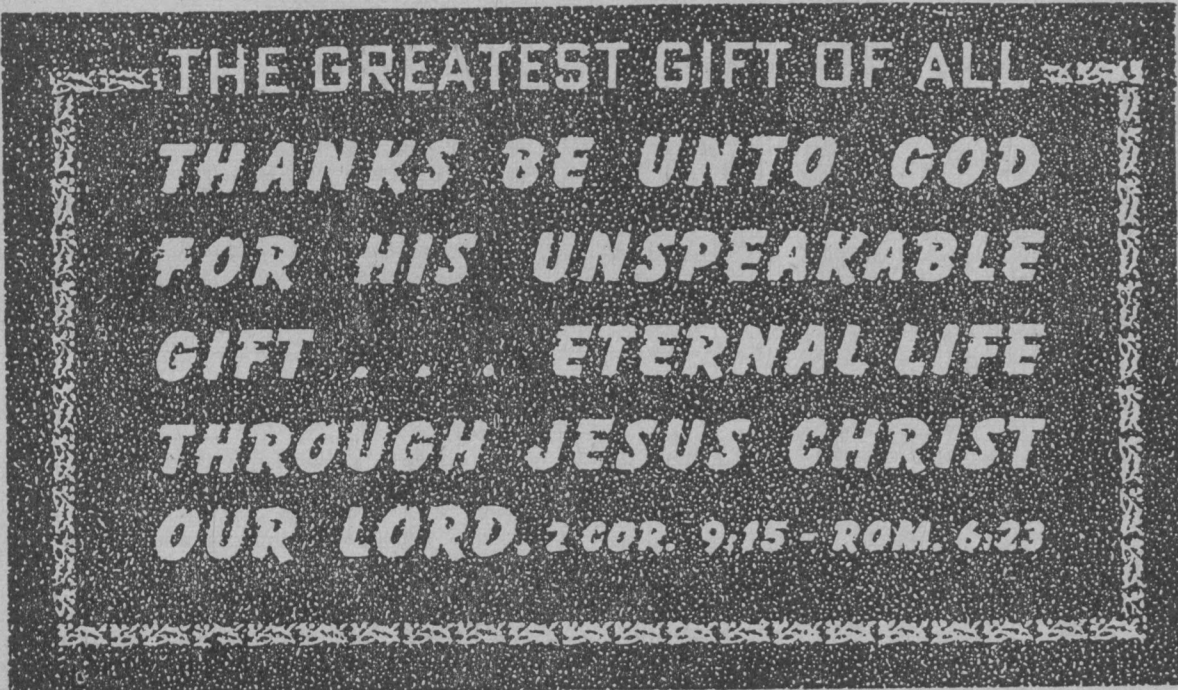 THE GREATEST GIFT OF ALL
THANKS BE UNTO GOD
FOR HIS UNSPEAKABLE
GIFT . . . ETERNAL LIFE
THROUGH JESUS CHRIST
OUR LORD. 2 COR. 9:15 - ROM. 6:23